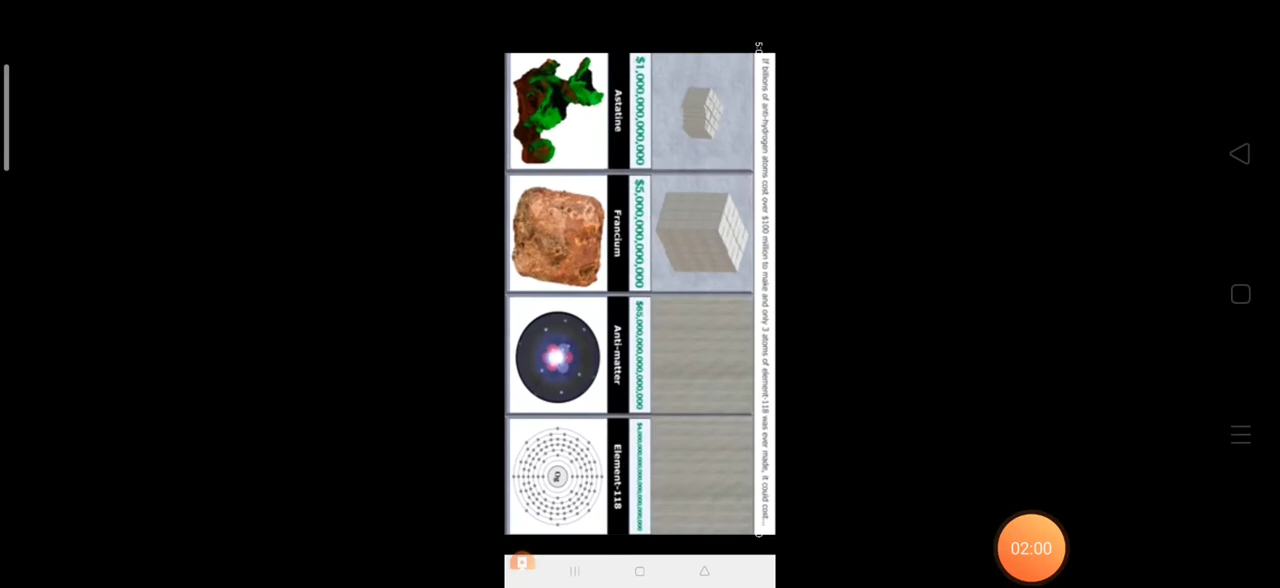 If billions of anti-hydrogen atoms cost over $100 million to make and only 3 atoms of element-118 was ever made, it could cost...
$1,000,000,000,000
Astatine
$5,000,000,000,000
Francium
$65,000,000,000,000,000
Anti-matter
Element-118
Og
02:00